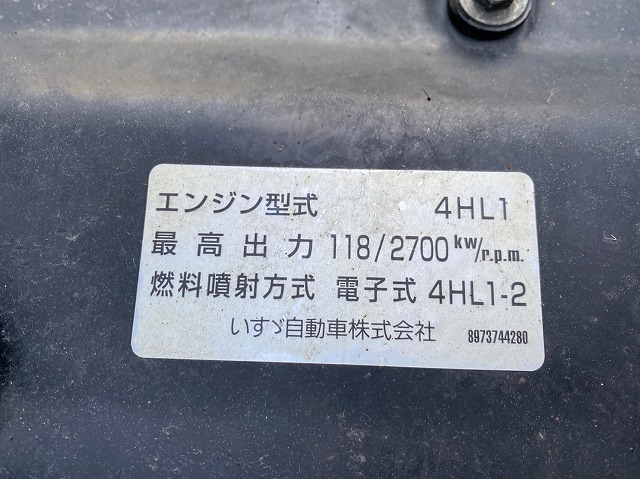 エンジン型式 4HL1
最高出力 118/2700 kw/r.p.m.
燃料噴射方式 電子式 4HL1-2
いすゞ自動車株式会社 8973744280